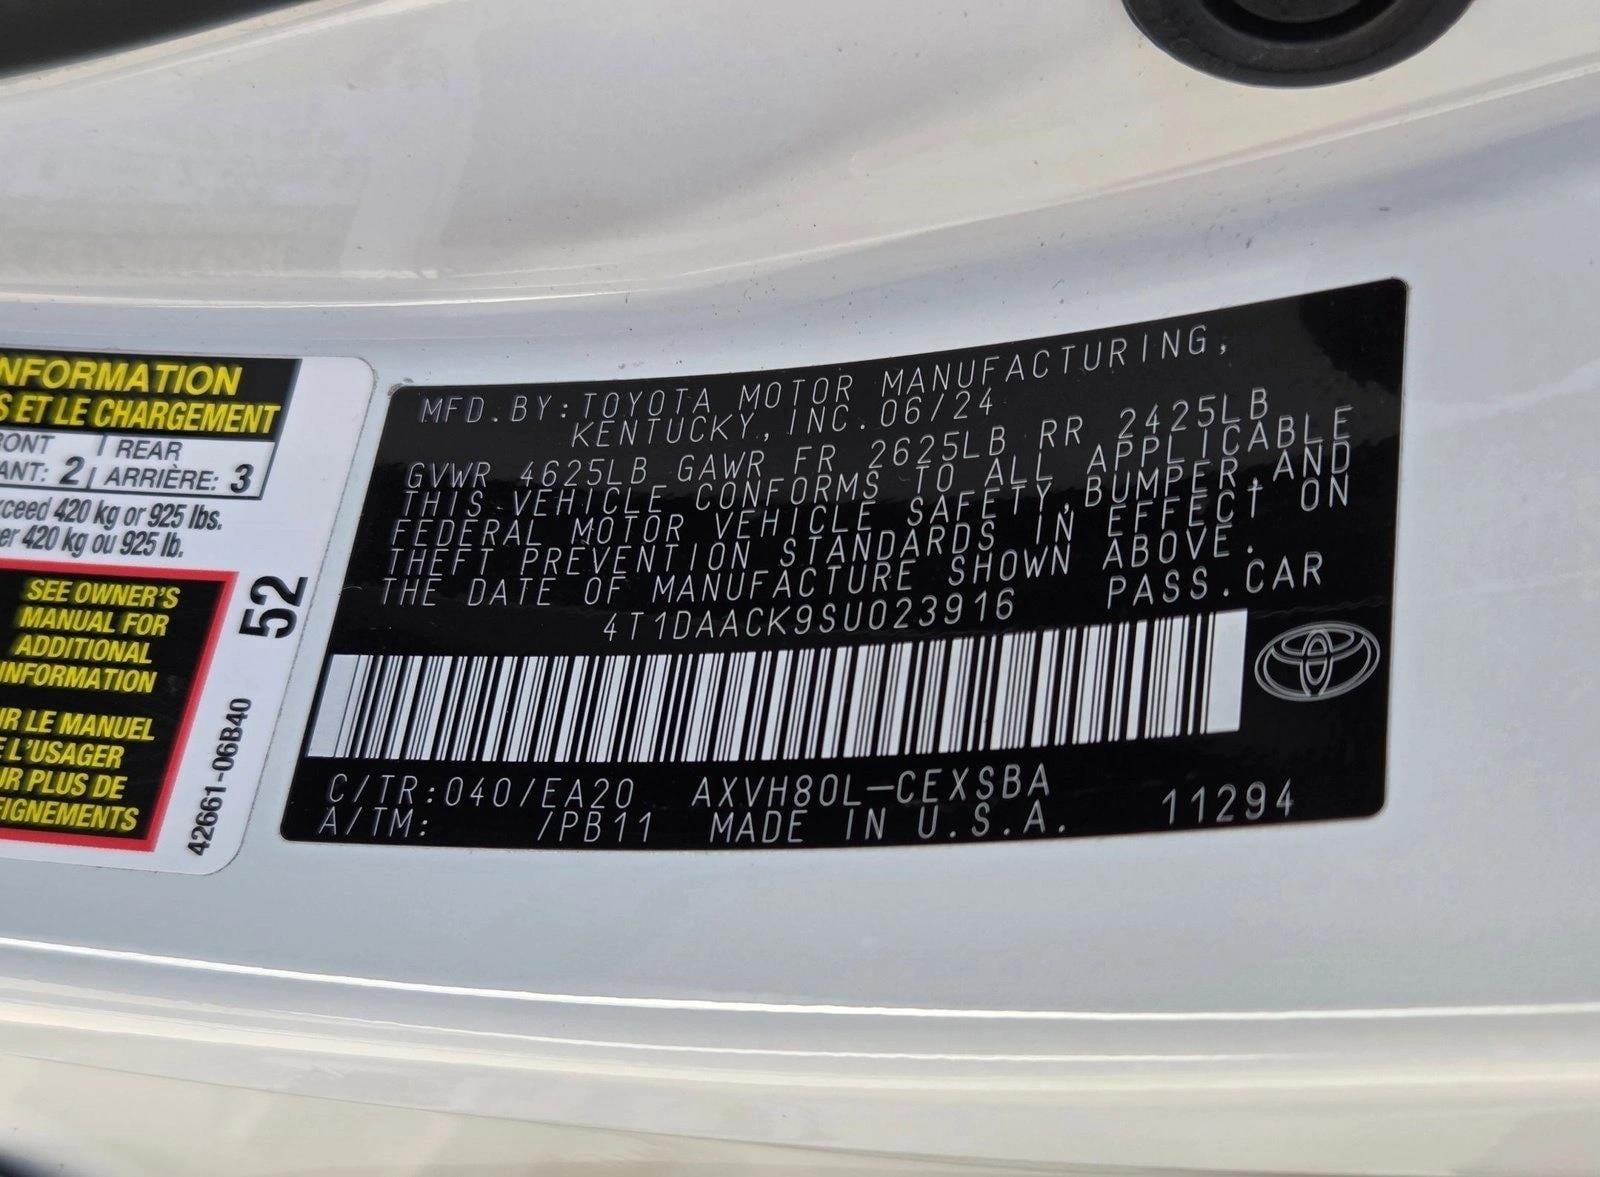 NFORMATION
S ET LE CHARGEMENT
RONT | REAR
ANT: 2 | ARRIÈRE: 3
xceed 420 kg or 925 lbs.
er 420 kg ou 925 lb.
SEE OWNER'S
MANUAL FOR
ADDITIONAL
INFORMATION
IR LE MANUEL
E L'USAGER
UR PLUS DE
EIGNEMENTS
52
42661-06B40
MFD.BY:TOYOTA MOTOR MANUFACTURING,
KENTUCKY, INC. 06/24
GVWR 4625LB GAWR FR 2625LB RR 2425LB
THIS VEHICLE CONFORMS TO ALL APPLICABLE
FEDERAL MOTOR VEHICLE SAFETY,BUMPER,AND
THEFT PREVENTION STANDARDS IN EFFECT ON
THE DATE OF MANUFACTURE SHOWN ABOVE.
4T1DAACK9SU023916 PASS.CAR
C/TR:040/EA20 AXVH80L-CEXSBA
A/TM: /PB11 MADE IN U.S.A. 11294